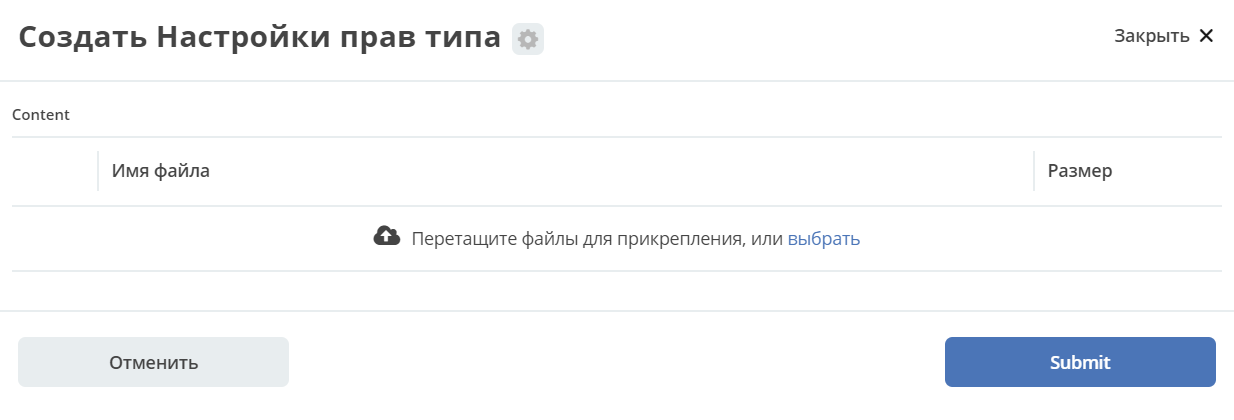 Создать Настройки прав типа
Закрыть
Content
Имя файла
Размер
Перетащите файлы для прикрепления, или выбрать
Отменить
Submit